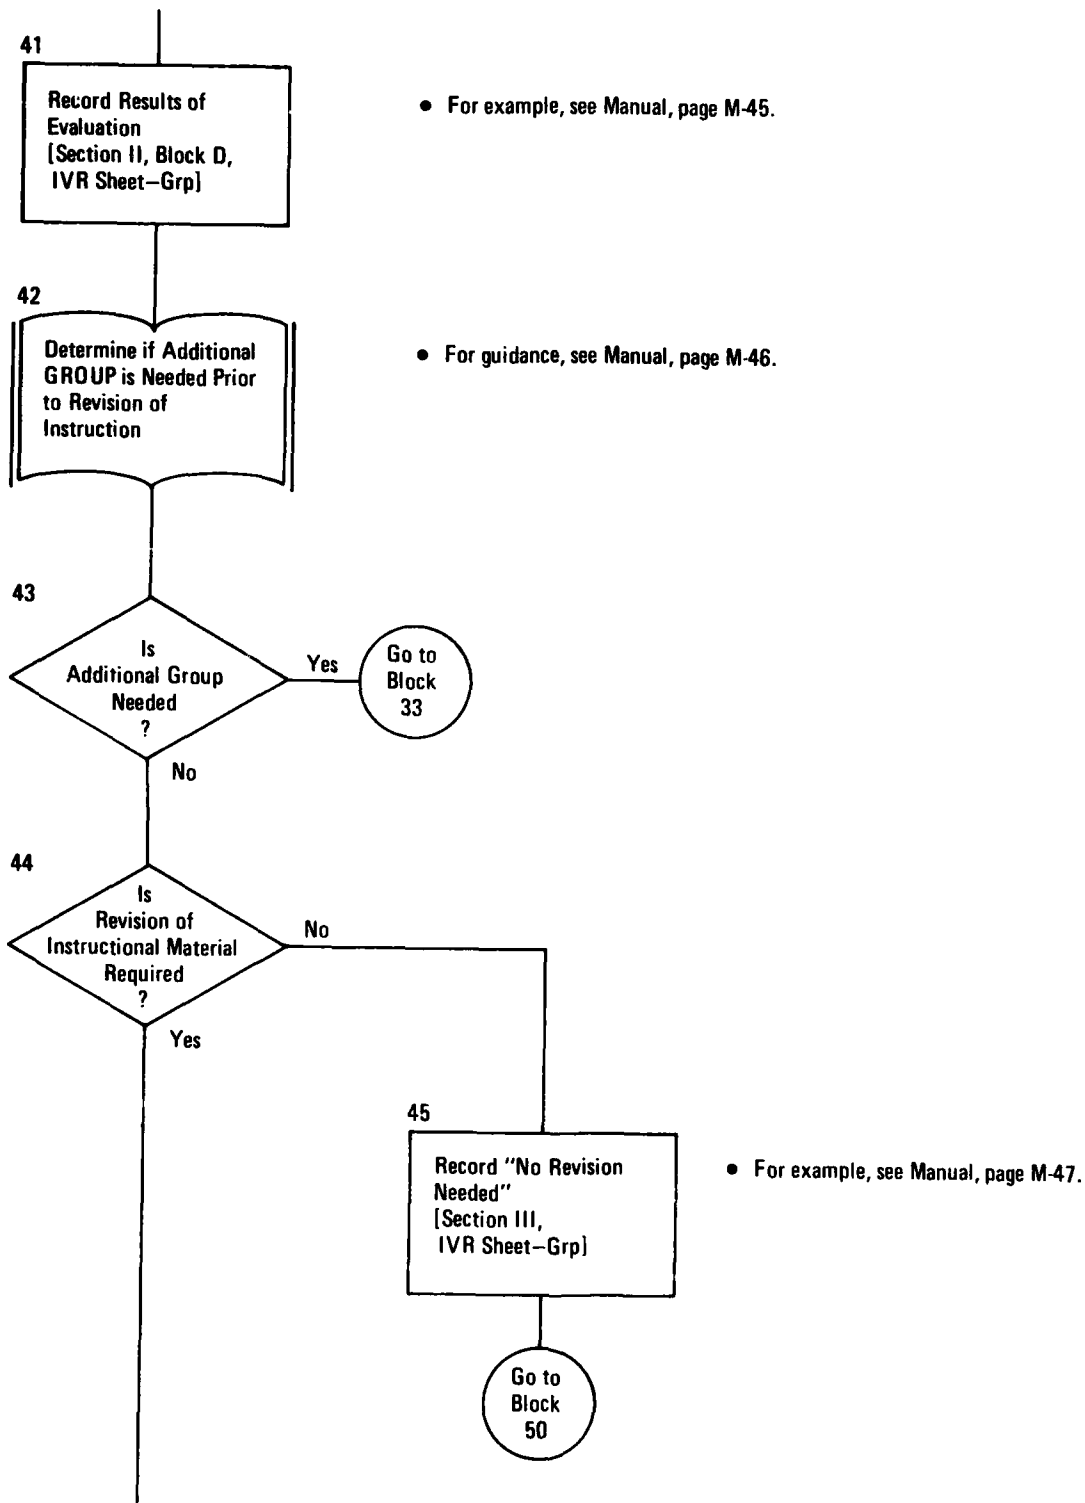 41
Record Results of
Evaluation
[Section II, Block D,
IVR Sheet–Grp]
• For example, see Manual, page M-45.
42
Determine if Additional
GROUP is Needed Prior
to Revision of
Instruction
• For guidance, see Manual, page M-46.
43
Is
Additional Group
Needed
?
Yes
Go to
Block
33
No
44
Is
Revision of
Instructional Material
Required
?
No
Yes
45
Record "No Revision
Needed"
[Section III,
IVR Sheet–Grp]
• For example, see Manual, page M-47.
Go to
Block
50